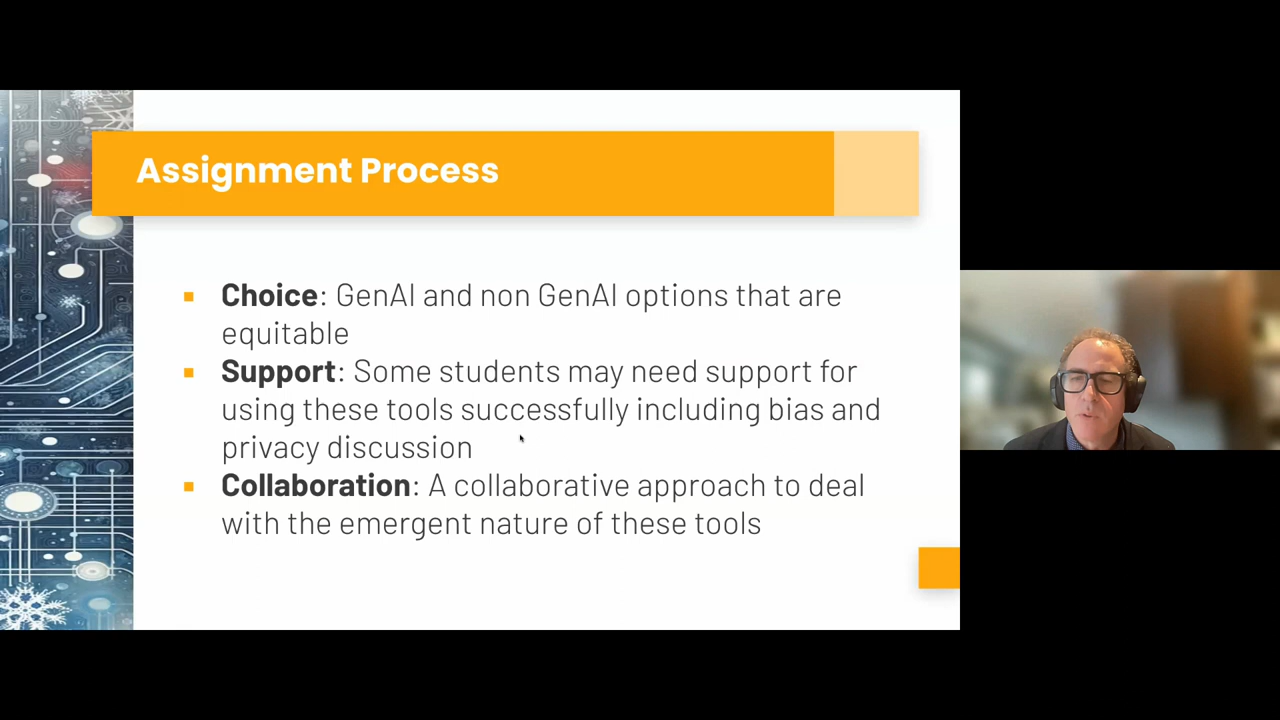 Assignment Process
Choice: GenAI and non GenAI options that are
equitable
Support: Some students may need support for
using these tools successfully including bias and
privacy discussion
Collaboration: A collaborative approach to deal
with the emergent nature of these tools